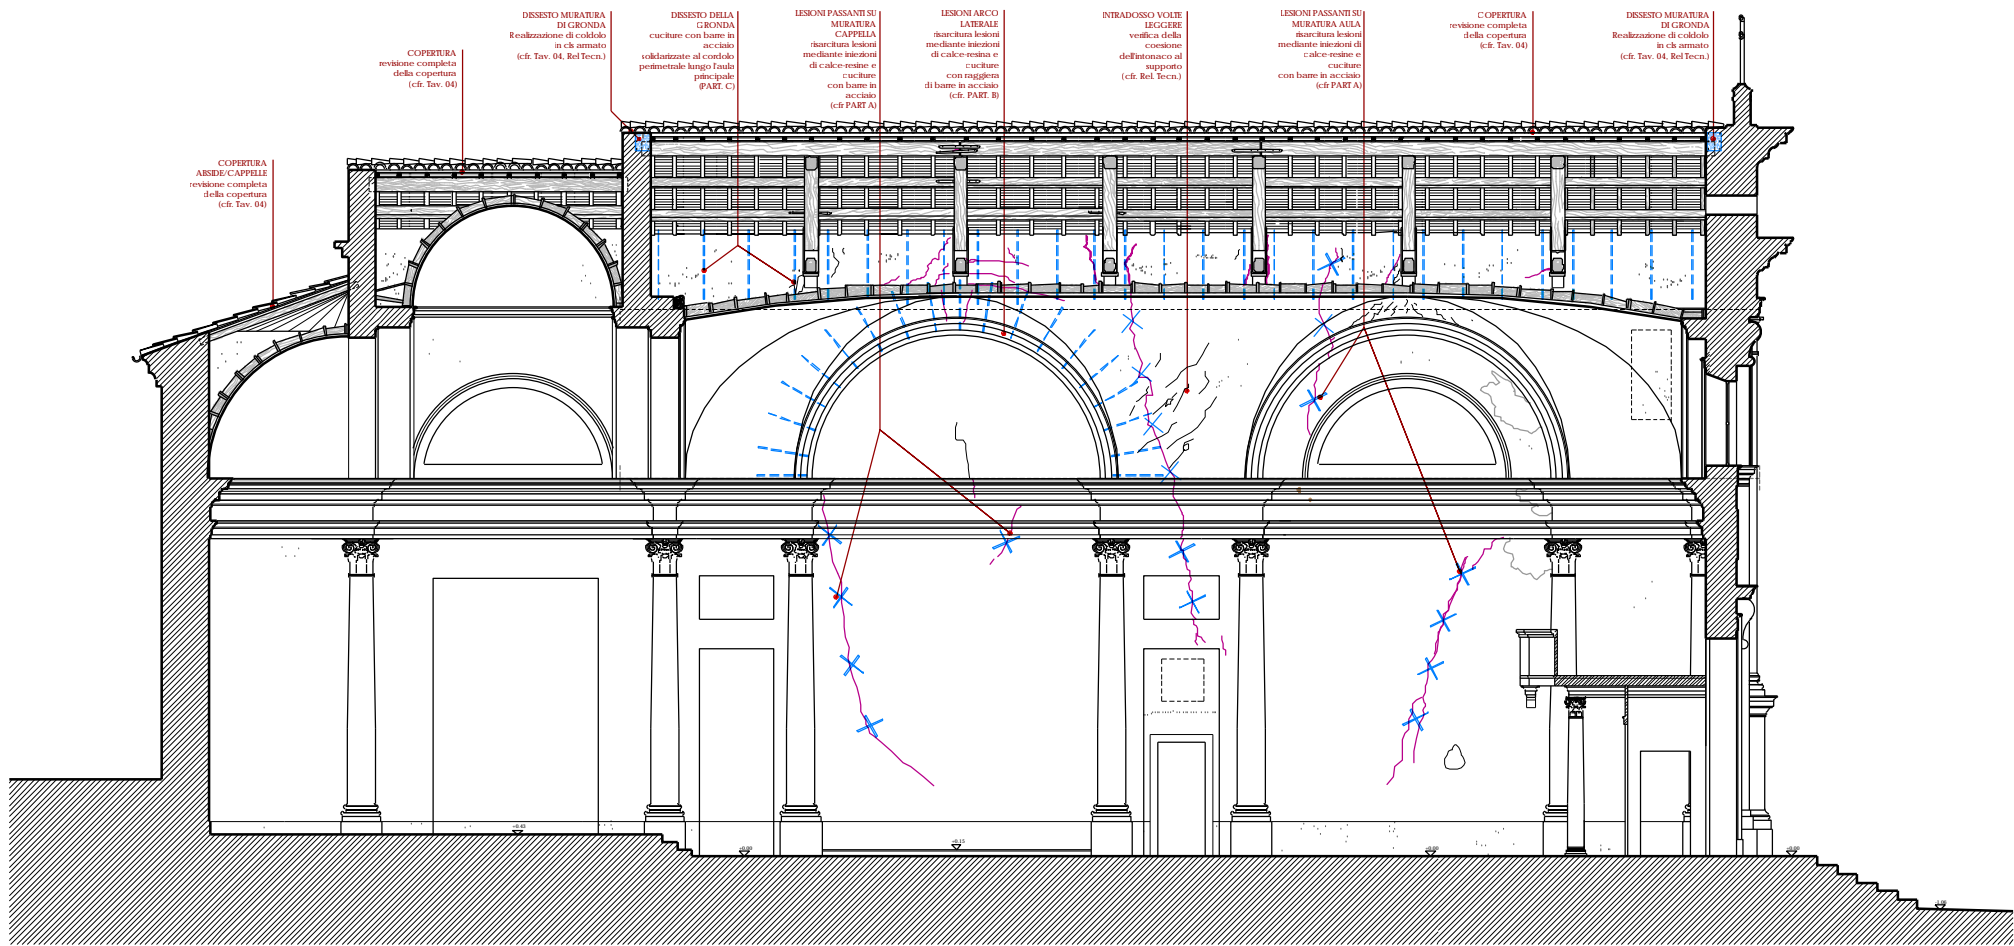 COPERTURA
ABSIDE/CAPPELLE
revisione completa
della copertura
(cfr. Tav. 04)
COPERTURA
revisione completa
della copertura
(cfr. Tav. 04)
DISSESTO MURATURA
DI GRONDA
Realizzazione di coldolo
in cls armato
(cfr. Tav. 04, Rel Tecn.)
DISSESTO DELLA
GRONDA
cuciture con barre in
acciaio
solidarizzate al cordolo
perimetrale lungo l'aula
principale
(PART. C)
LESIONI PASSANTI SU
MURATURA
CAPPELLA
risarcitura lesioni
mediante iniezioni
di calce-resine e
cuciture
con barre in
acciaio
(cfr PART A)
LESIONI ARCO
LATERALE
risarcitura lesioni
mediante iniezioni
di calce-resina e
cuciture
con raggiera
di barre in acciaio
(cfr. PART. B)
INTRADOSSO VOLTE
LEGGERE
verifica della
coesione
dell'intonaco al
supporto
(cfr. Rel. Tecn.)
LESIONI PASSANTI SU
MURATURA AULA
risarcitura lesioni
mediante iniezioni di
calce-resine e
cuciture
con barre in acciaio
(cfr PART A)
COPERTURA
revisione completa
della copertura
(cfr. Tav. 04)
DISSESTO MURATURA
DI GRONDA
Realizzazione di coldolo
in cls armato
(cfr. Tav. 04, Rel Tecn.)
+0.43
+0.15